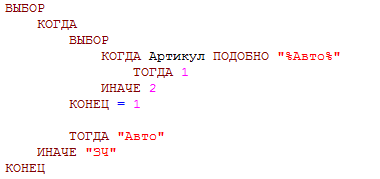 ВЫБОР
КОГДА
ВЫБОР
КОГДА Артикул ПОДОБНО "%Авто%"
ТОГДА 1
ИНАЧЕ 2
КОНЕЦ = 1
ТОГДА "Авто"
ИНАЧЕ "ЗЧ"
КОНЕЦ